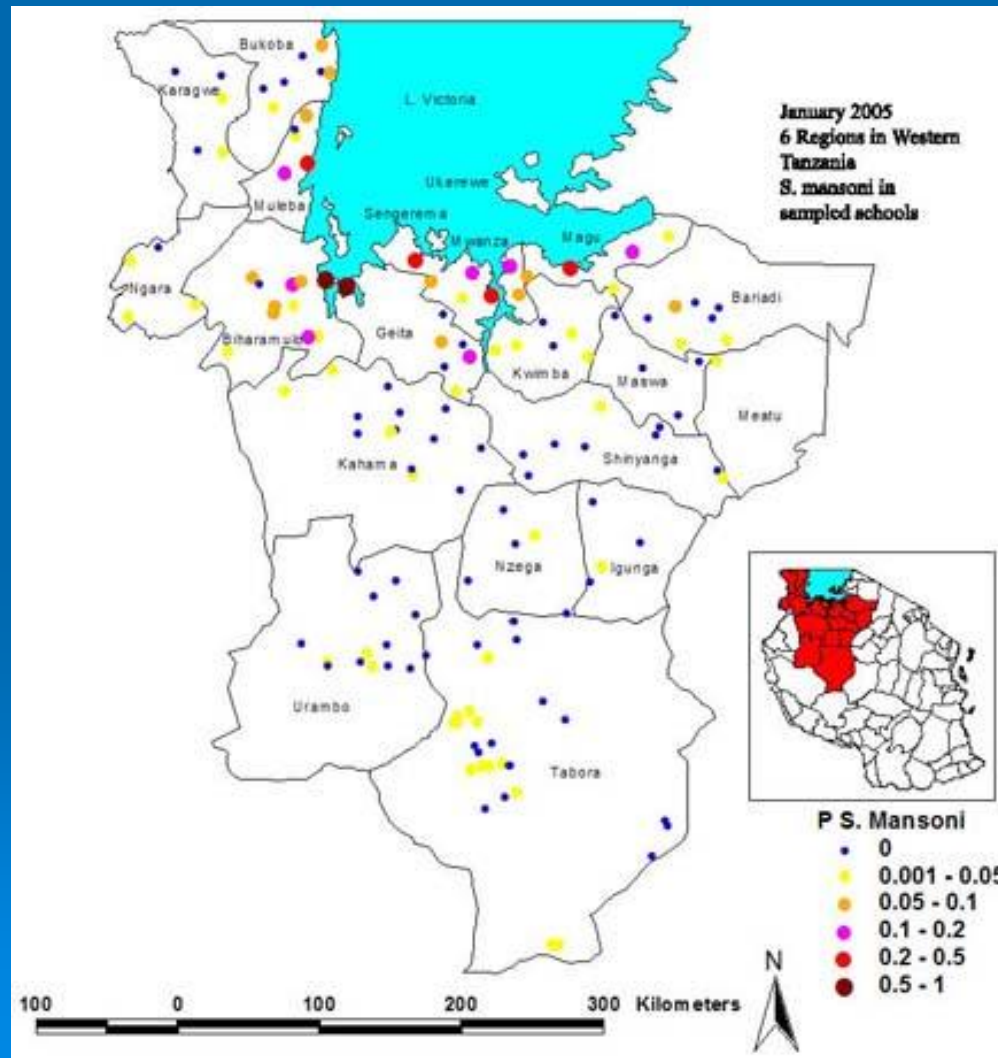 Bukoba
Karagwe
L. Victoria
January 2005
6 Regions in Western
Tanzania
S. mansoni in
sampled schools
Ukerewe
Muleba
Sengerema
Mwanza
Magu
Ngara
Bariadi
Biharamulo
Geita
Kwimba
Maswa
Meatu
Kahama
Shinyanga
Nzega
Igunga
Urambo
Tabora
P S. Mansoni
0
0.001 - 0.05
0.05 - 0.1
0.1 - 0.2
0.2 - 0.5
0.5 - 1
N
100 0 100 200 300 Kilometers